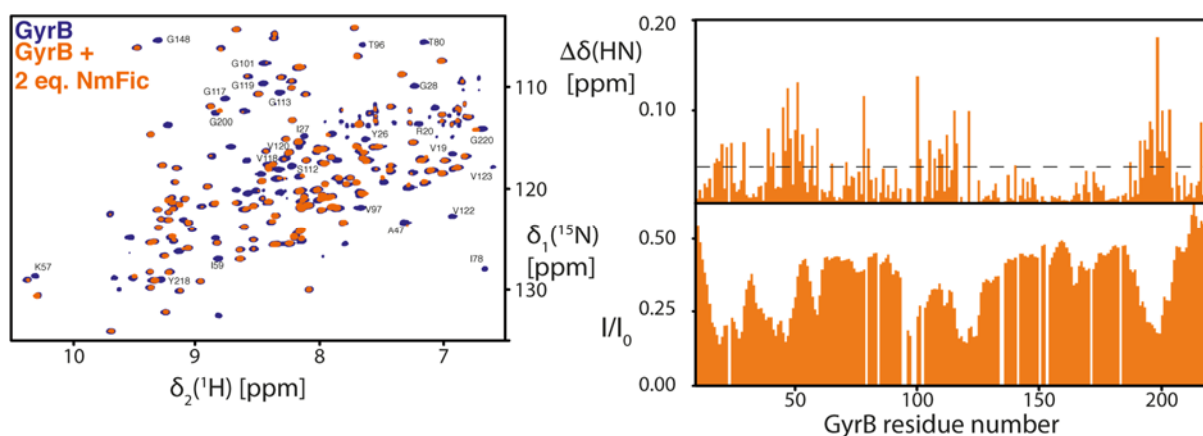 GyrB
GyrB +
2 eq. NmFic
G148
T96
T80
G101
G117
G119
G113
G28
G200
I27
Y26
R20
G220
V120
V118
S112
V19
V123
V97
V122
A47
K57
I59
I78
Y218
110
120
130
δ₁(¹⁵N)
[ppm]
10
9
8
7
δ₂(¹H) [ppm]
Δδ(HN)
[ppm]
0.20
0.10
I/I₀
0.50
0.25
0.00
50
100
150
200
GyrB residue number